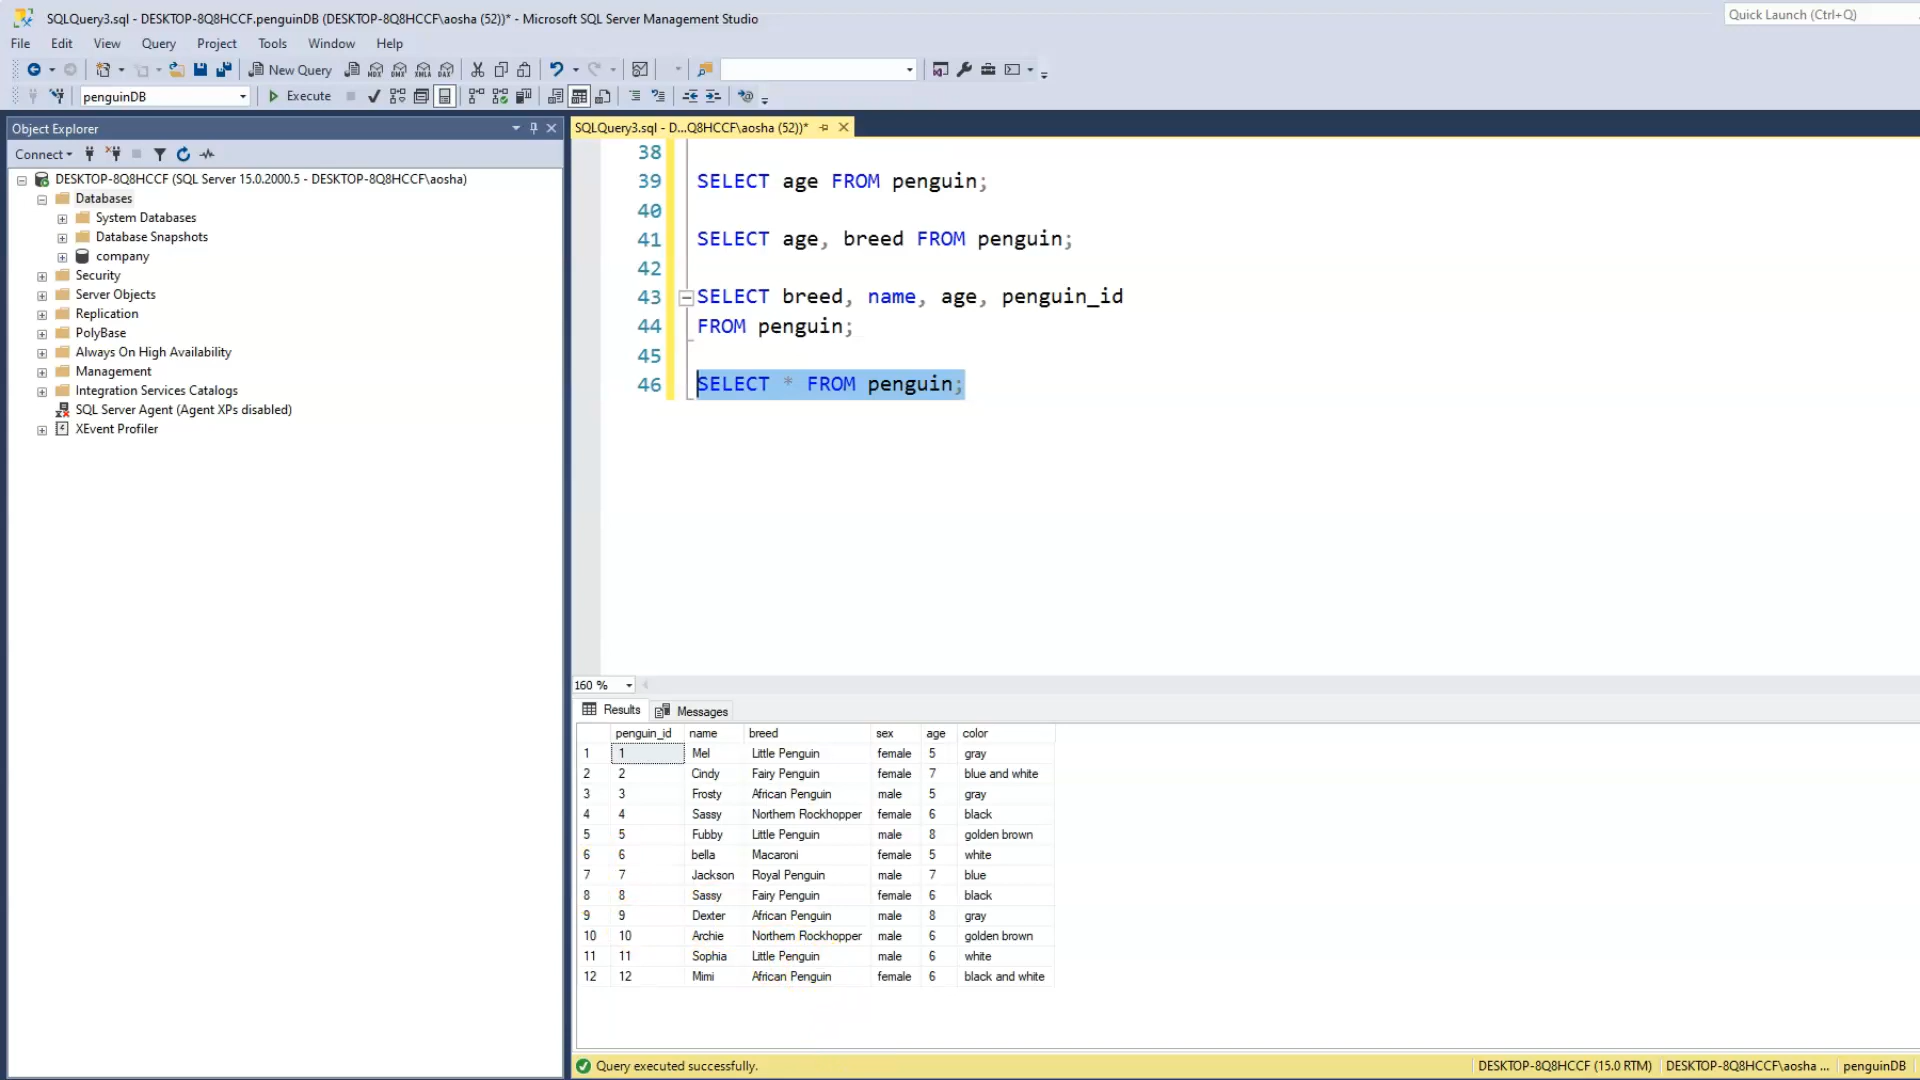 SQLQuery3.sql - DESKTOP-8Q8HCCF.penguinDB (DESKTOP-8Q8HCCF\aosha (52))* - Microsoft SQL Server Management Studio
Quick Launch (Ctrl+Q)
File Edit View Query Project Tools Window Help
New Query
MDX DMX XMLA DAX
penguinDB
Execute
Object Explorer
Connect
DESKTOP-8Q8HCCF (SQL Server 15.0.2000.5 - DESKTOP-8Q8HCCF\aosha)
Databases
System Databases
Database Snapshots
company
Security
Server Objects
Replication
PolyBase
Always On High Availability
Management
Integration Services Catalogs
SQL Server Agent (Agent XPs disabled)
XEvent Profiler
SQLQuery3.sql - D...Q8HCCF\aosha (52))*
38
39 SELECT age FROM penguin;
40
41 SELECT age, breed FROM penguin;
42
43 SELECT breed, name, age, penguin_id
44 FROM penguin;
45
46 SELECT * FROM penguin;
160 %
Results Messages
penguin_id name breed sex age color
1 1 Mel Little Penguin female 5 gray
2 2 Cindy Fairy Penguin female 7 blue and white
3 3 Frosty African Penguin male 5 gray
4 4 Sassy Northern Rockhopper female 6 black
5 5 Fubby Little Penguin male 8 golden brown
6 6 bella Macaroni female 5 white
7 7 Jackson Royal Penguin male 7 blue
8 8 Sassy Fairy Penguin female 6 black
9 9 Dexter African Penguin male 8 gray
10 10 Archie Northern Rockhopper male 6 golden brown
11 11 Sophia Little Penguin male 6 white
12 12 Mimi African Penguin female 6 black and white
Query executed successfully.
DESKTOP-8Q8HCCF (15.0 RTM) DESKTOP-8Q8HCCF\aosha ... penguinDB